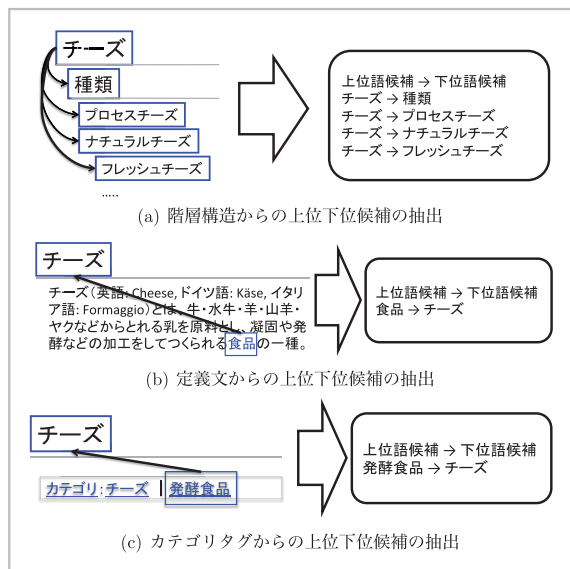 チーズ
種類
プロセスチーズ
ナチュラルチーズ
フレッシュチーズ
.....
上位語候補 → 下位語候補
チーズ → 種類
チーズ → プロセスチーズ
チーズ → ナチュラルチーズ
チーズ → フレッシュチーズ
(a) 階層構造からの上位下位候補の抽出
チーズ
チーズ(英語: Cheese, ドイツ語: Käse, イタリ
ア語: Formaggio)とは、牛・水牛・羊・山羊・
ヤクなどからとれる乳を原料とし、凝固や発
酵などの加工をしてつくられる食品の一種。
上位語候補 → 下位語候補
食品 → チーズ
(b) 定義文からの上位下位候補の抽出
チーズ
カテゴリ: チーズ | 発酵食品
上位語候補 → 下位語候補
発酵食品 → チーズ
(c) カテゴリタグからの上位下位候補の抽出